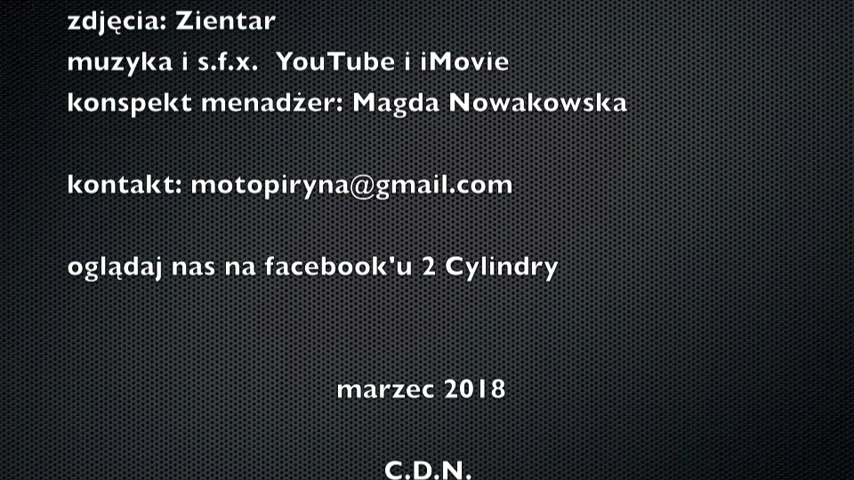 zdjęcia: Zientar
muzyka i s.f.x.  YouTube i iMovie
konspekt menadżer: Magda Nowakowska
kontakt: motopiryna@gmail.com
oglądaj nas na facebook'u 2 Cylindry
marzec 2018
C.D.N.